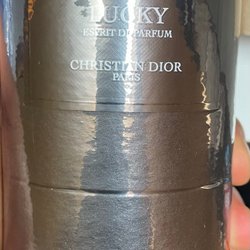 LUCKY
ESPRIT DE PARFUM
CHRISTIAN DIOR
PARIS